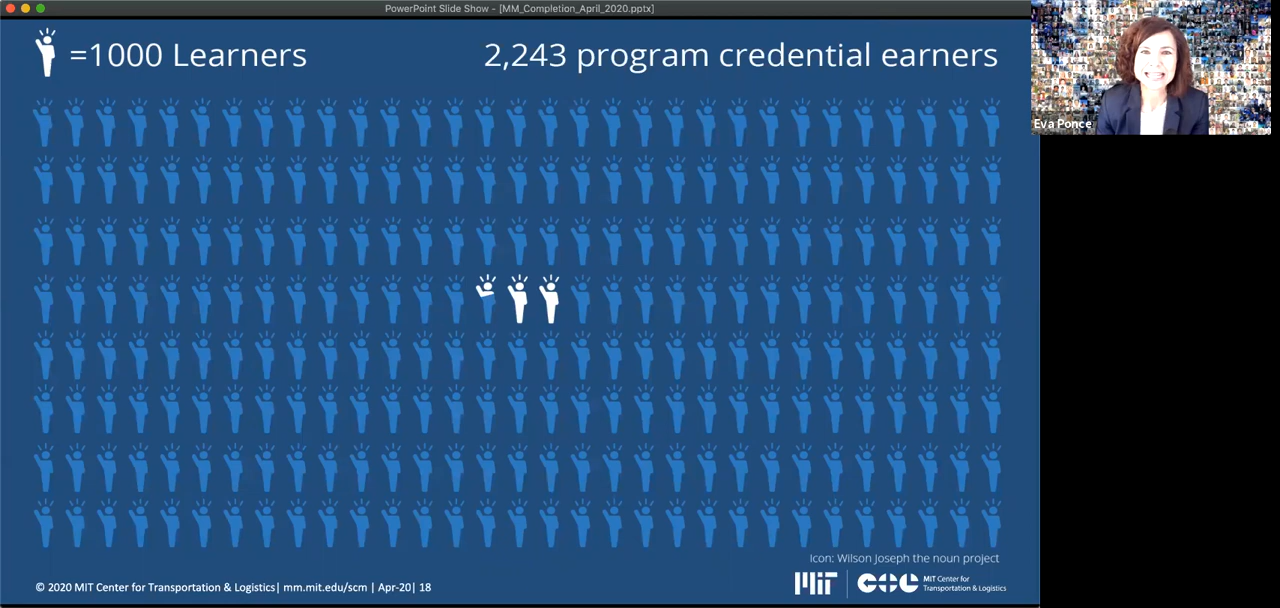 PowerPoint Slide Show - [MM_Completion_April_2020.pptx]
=1000 Learners
2,243 program credential earners
Eva Ponce
Icon: Wilson Joseph the noun project
© 2020 MIT Center for Transportation & Logistics| mm.mit.edu/scm | Apr-20| 18
MIT
CTL
MIT Center for
Transportation & Logistics